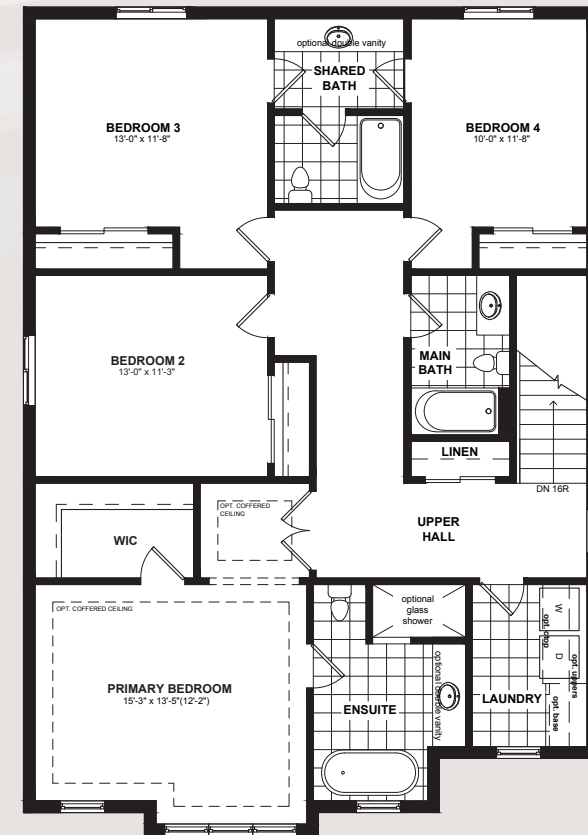 optional double vanity
SHARED
BATH
BEDROOM 3
13'-0" x 11'-8"
BEDROOM 4
10'-0" x 11'-8"
BEDROOM 2
13'-0" x 11'-3"
MAIN
BATH
LINEN
DN 16R
OPT. COFFERED
CEILING
WIC
UPPER
HALL
OPT. COFFERED CEILING
optional
glass
shower
W
opt. ctop
D
opt. uppers
opt. base
PRIMARY BEDROOM
15'-3" x 13'-5"(12'-2")
ENSUITE
optional double vanity
LAUNDRY